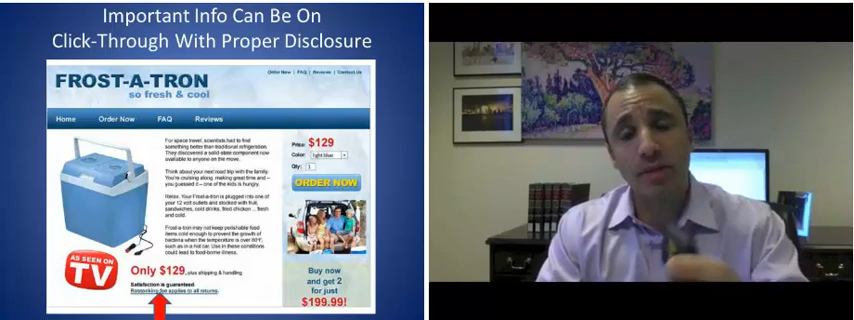 Important Info Can Be On
Click-Through With Proper Disclosure
Order Now | FAQ | Reviews | Contact Us
FROST-A-TRON
so fresh & cool
Home Order Now FAQ Reviews
For space travel, scientists had to find
something better than traditional refrigeration.
They discovered a solid-state component now
available to anyone on the move.
Think about your next road trip with the family.
You're cruising along, making great time – and
you guessed it – one of the kids is hungry.
Relax. Your Frost-a-tron is plugged into one of
your 12 volt outlets and stocked with fruit,
sandwiches, cold drinks, fried chicken ... fresh
and cold.
Frost-a-tron may not keep perishable food
items cold enough to prevent the growth of
bacteria when the temperature is over 80°F,
such as in a hot car. Use in these conditions
could lead to food-borne illness.
Price: $129
Color: light blue
Qty: 1
ORDER NOW
AS SEEN ON
TV
Only $129, plus shipping & handling
Satisfaction is guaranteed.
Restocking fee applies to all returns.
Buy now
and get 2
for just
$199.99!